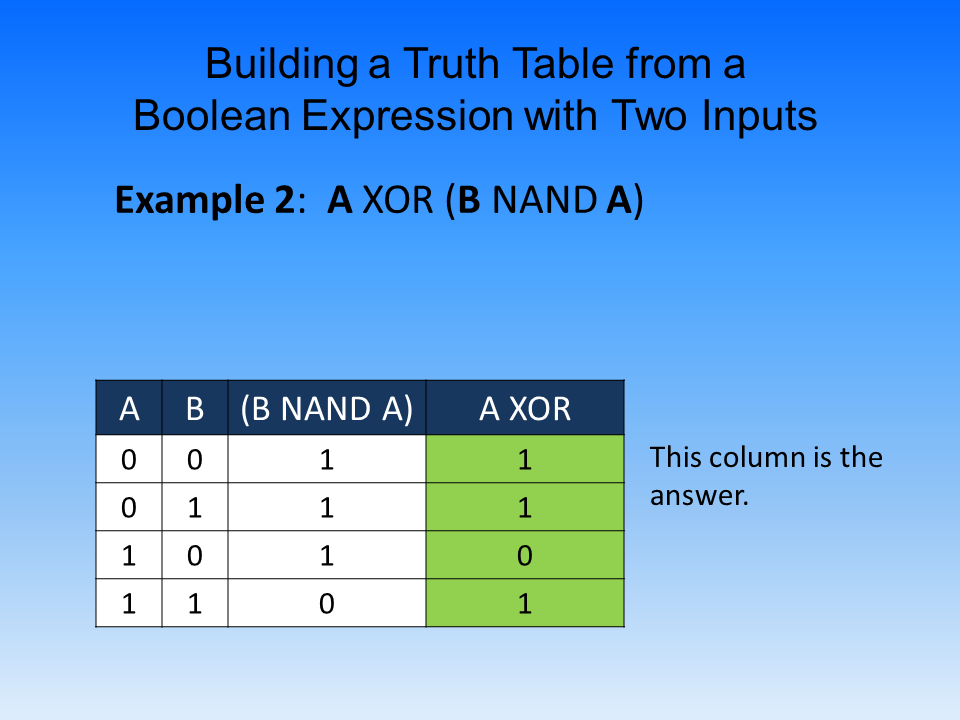 Building a Truth Table from a
Boolean Expression with Two Inputs
Example 2: A XOR (B NAND A)
A B (B NAND A) A XOR
0 0 1 1
0 1 1 1
1 0 1 0
1 1 0 1
This column is the
answer.